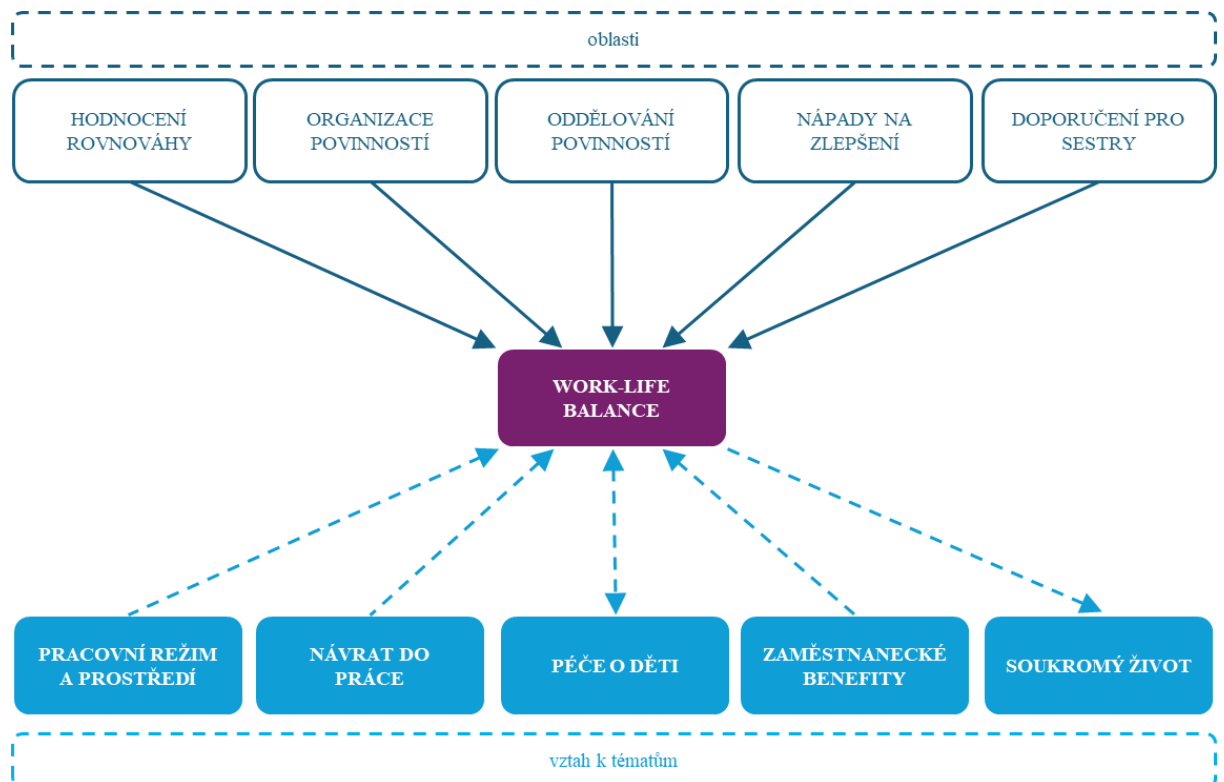 oblasti
HODNOCENÍ
ROVNOVÁHY
ORGANIZACE
POVINNOSTÍ
ODDĚLOVÁNÍ
POVINNOSTÍ
NÁPADY NA
ZLEPŠENÍ
DOPORUČENÍ PRO
SESTRY
WORK-LIFE
BALANCE
PRACOVNÍ REŽIM
A PROSTŘEDÍ
NÁVRAT DO
PRÁCE
PÉČE O DĚTI
ZAMĚSTNANECKÉ
BENEFITY
SOUKROMÝ ŽIVOT
vztah k tématům